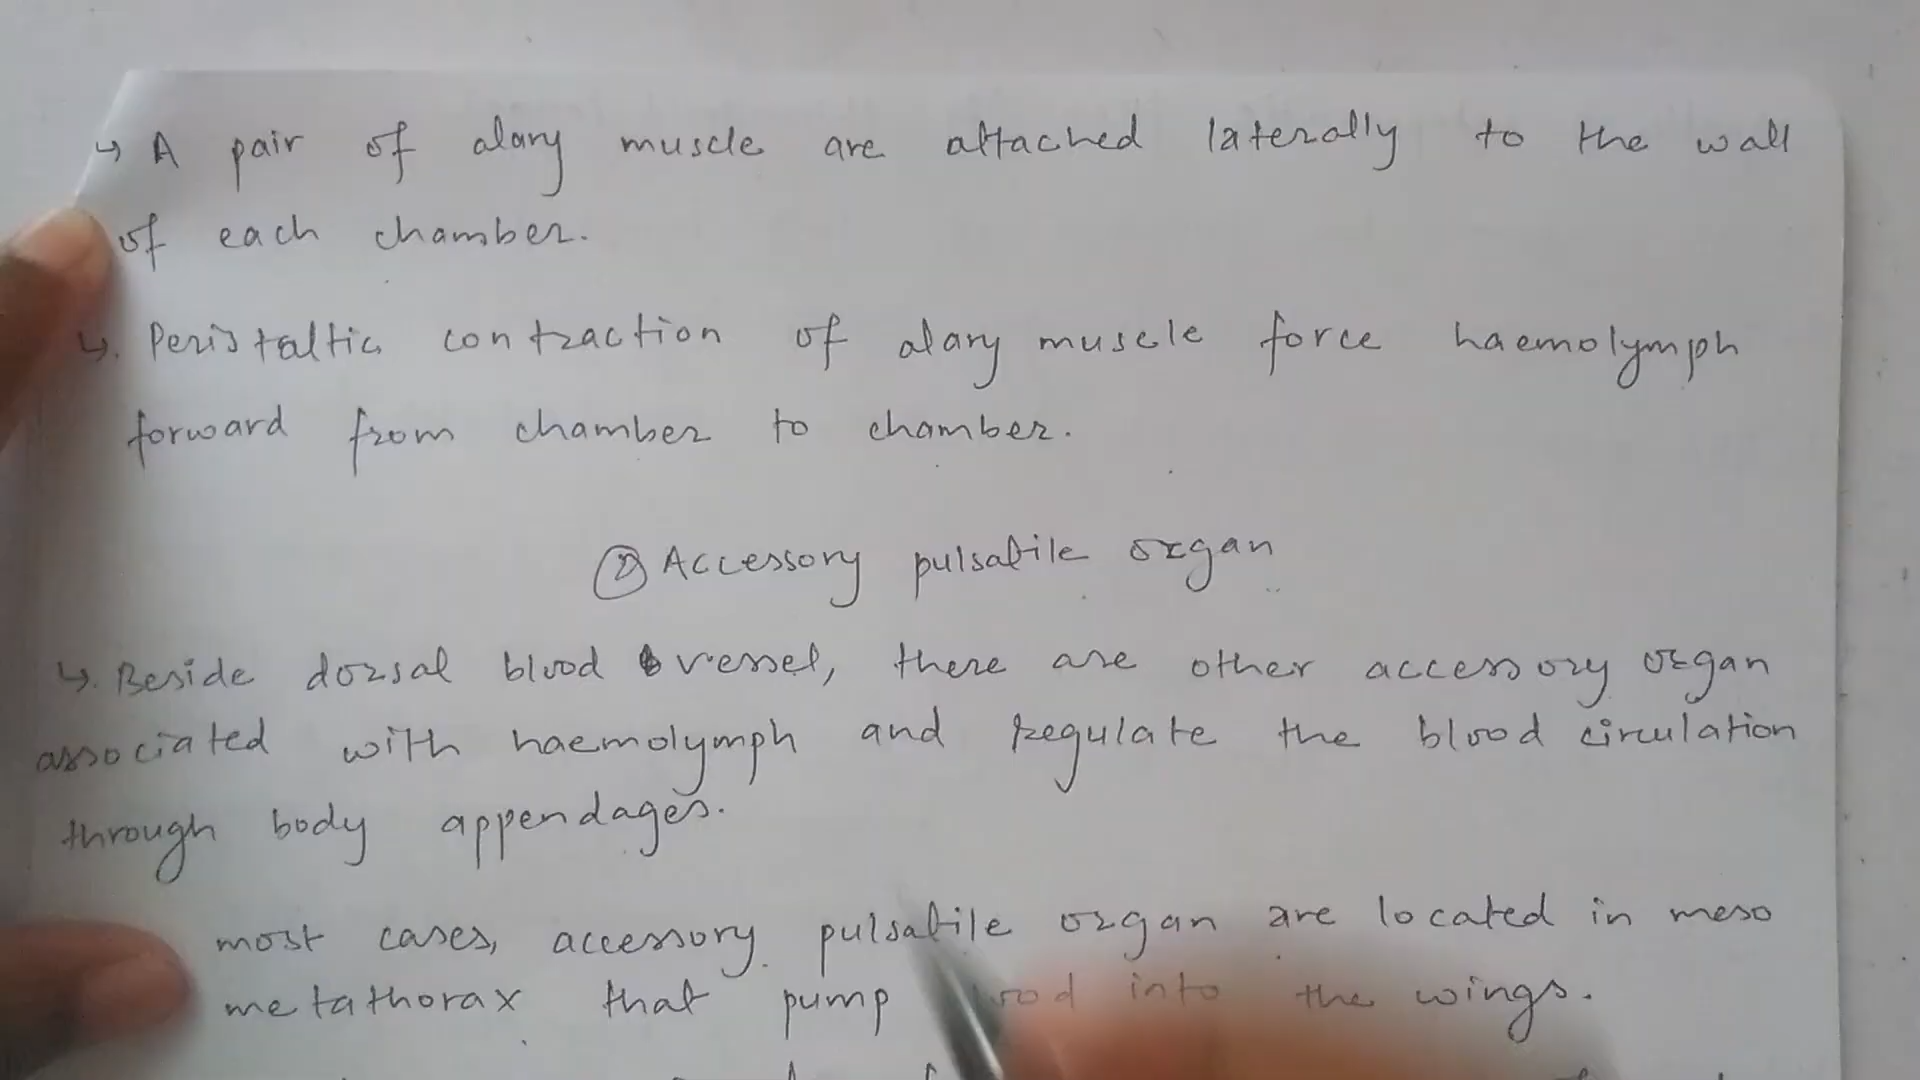 ↳ A pair of alary muscle are attached laterally to the wall
of each chamber.
↳. Peristaltic contraction of alary muscle force haemolymph
forward from chamber to chamber.
② Accessory pulsatile organ
↳. Beside dorsal blood vessel, there are other accessory organ
associated with haemolymph and regulate the blood circulation
through body appendages.
most cases, accessory pulsatile organ are located in meso
metathorax that pump into the wings.